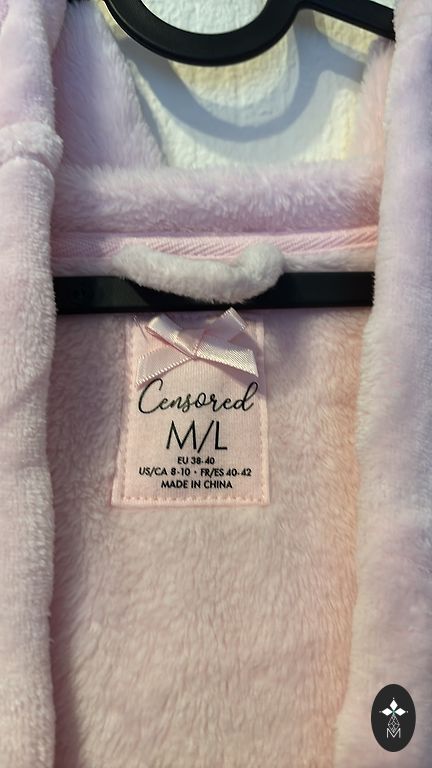 Censored
M/L
EU 38-40
US/CA 8-10 • FR/ES 40-42
MADE IN CHINA
M